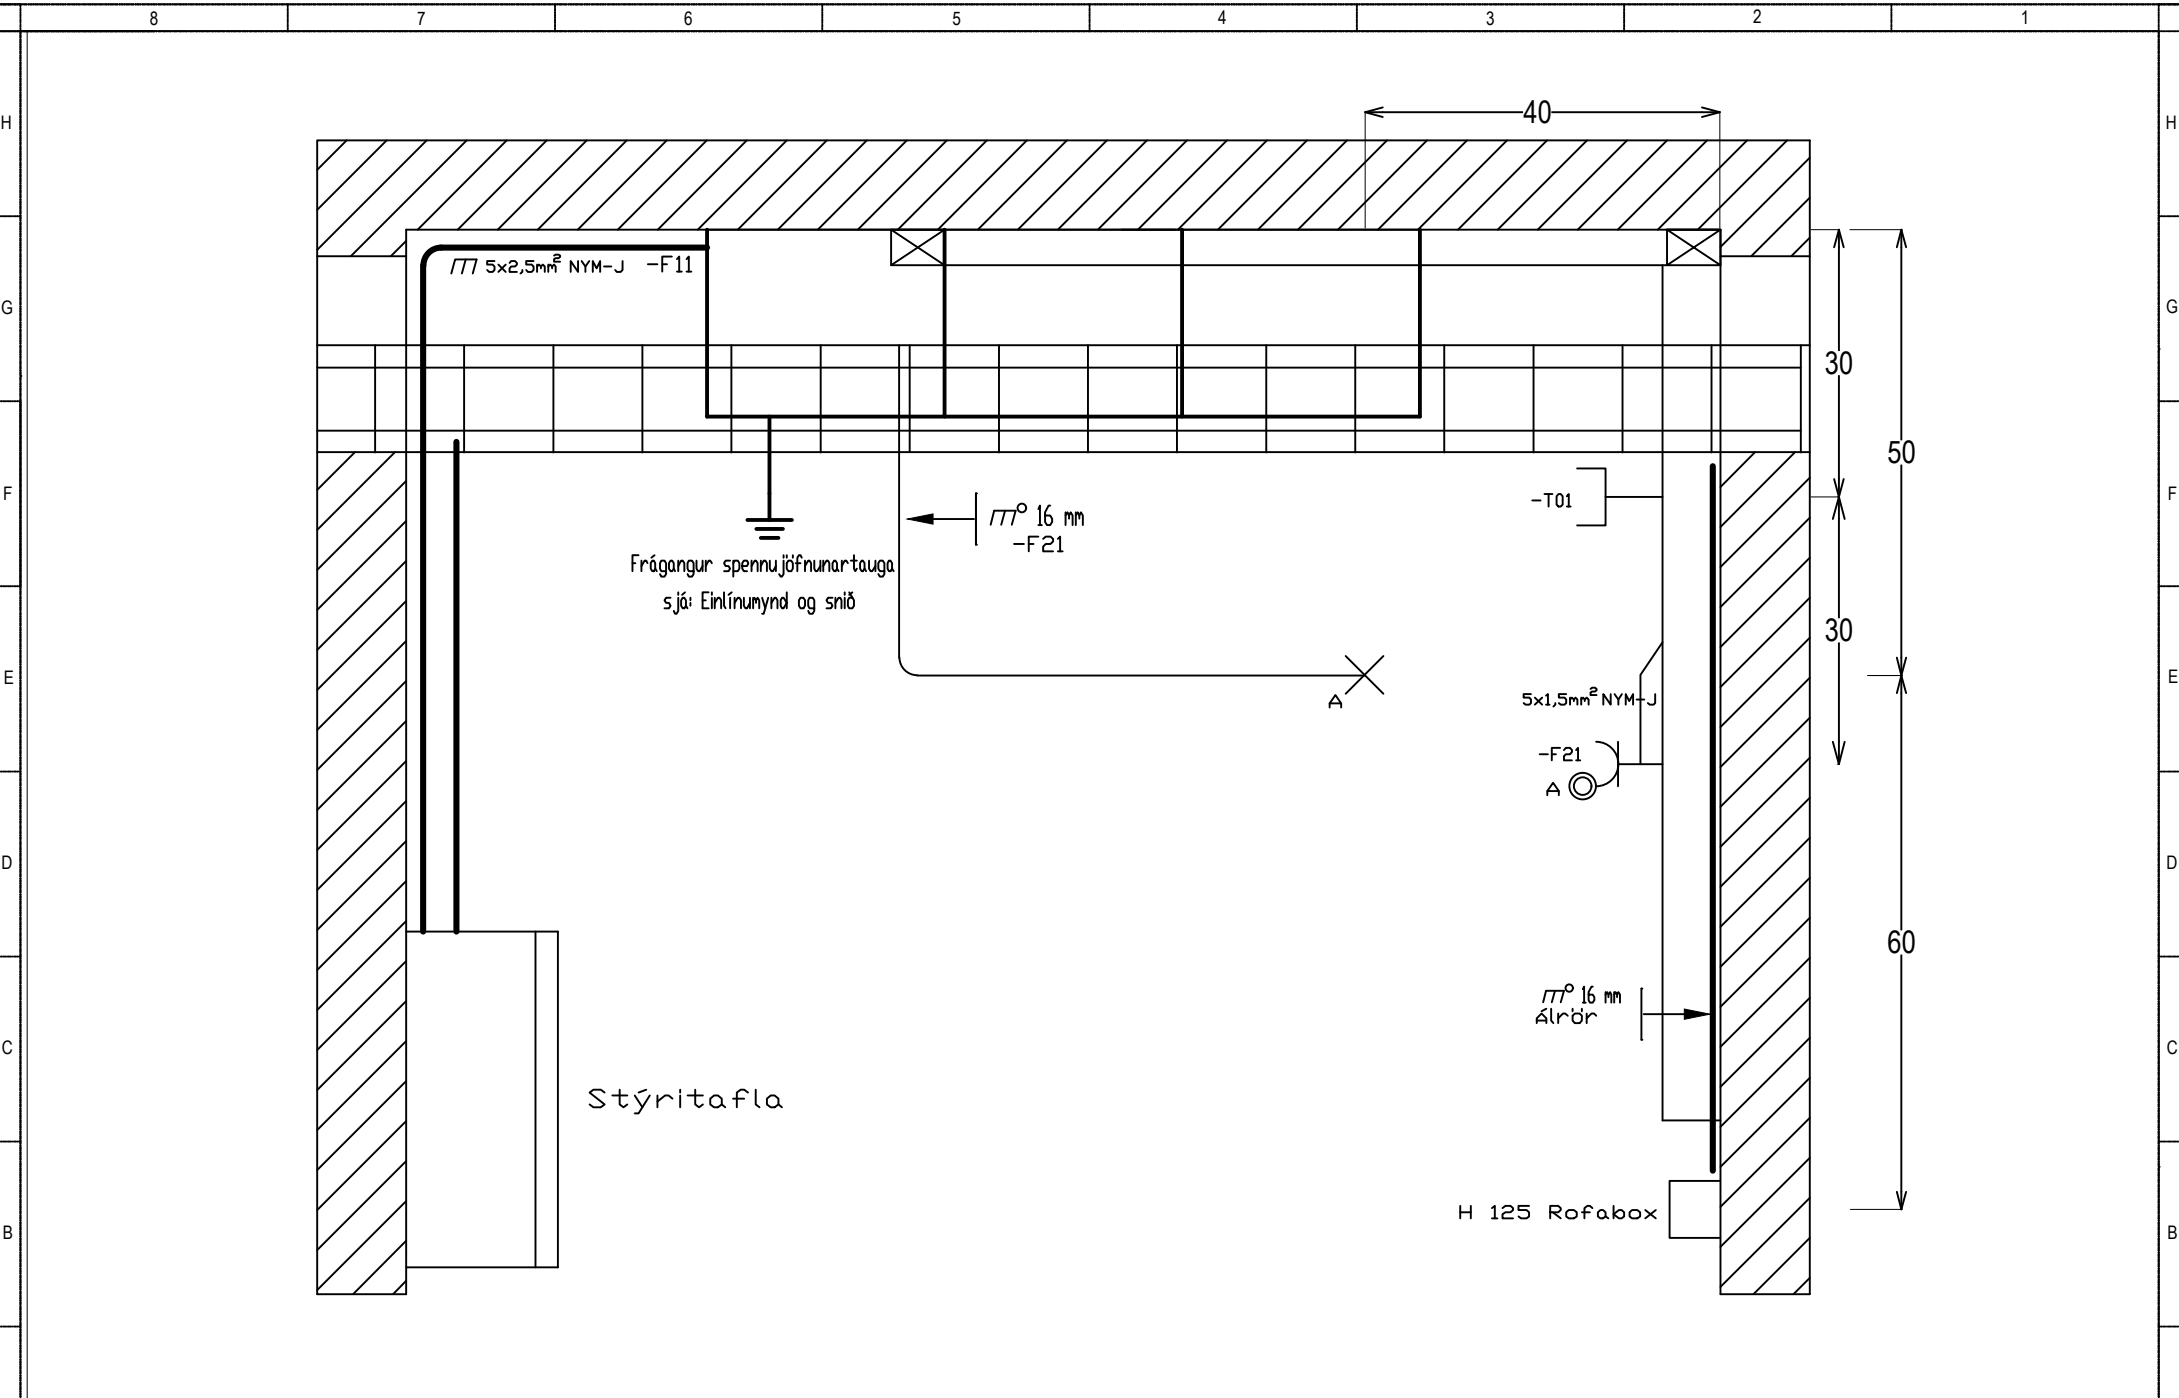 8 7 6 5 4 3 2 1
H H
40
5x2,5mm² NYM-J -F11
G G
30
50
F F
-T01
16 mm
-F21
Frágangur spennujöfnunartauga
sjá: Einlínumynd og snið
30
E E
A
5x1,5mm² NYM-J
-F21
A
D D
60
16 mm
Álrör
C C
Stýritafla
H 125 Rofabox
B B